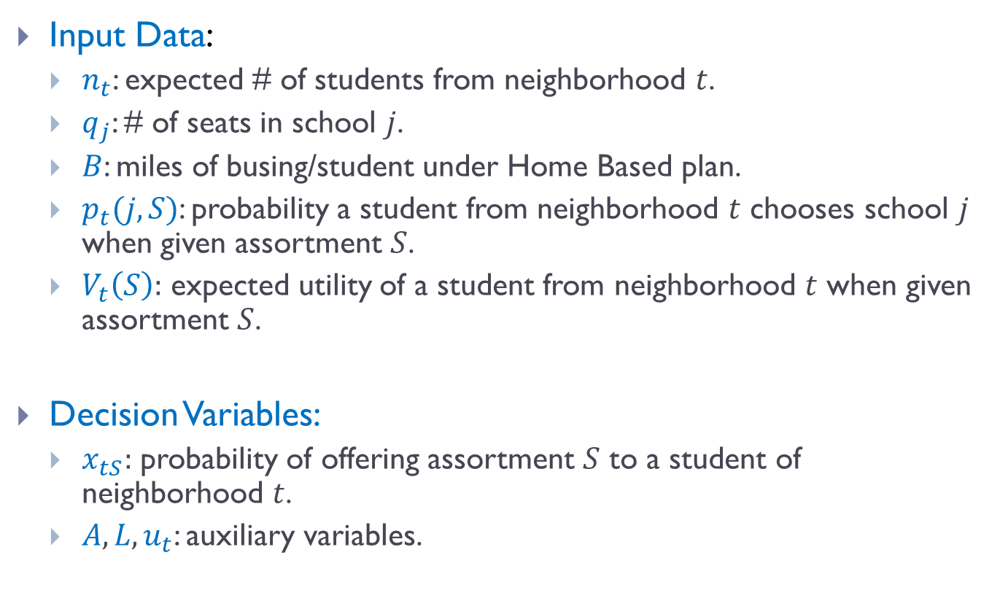 Input Data:
n_t: expected # of students from neighborhood t.
q_j: # of seats in school j.
B: miles of busing/student under Home Based plan.
p_t(j, S): probability a student from neighborhood t chooses school j
when given assortment S.
V_t(S): expected utility of a student from neighborhood t when given
assortment S.
Decision Variables:
x_{tS}: probability of offering assortment S to a student of
neighborhood t.
A, L, u_t: auxiliary variables.